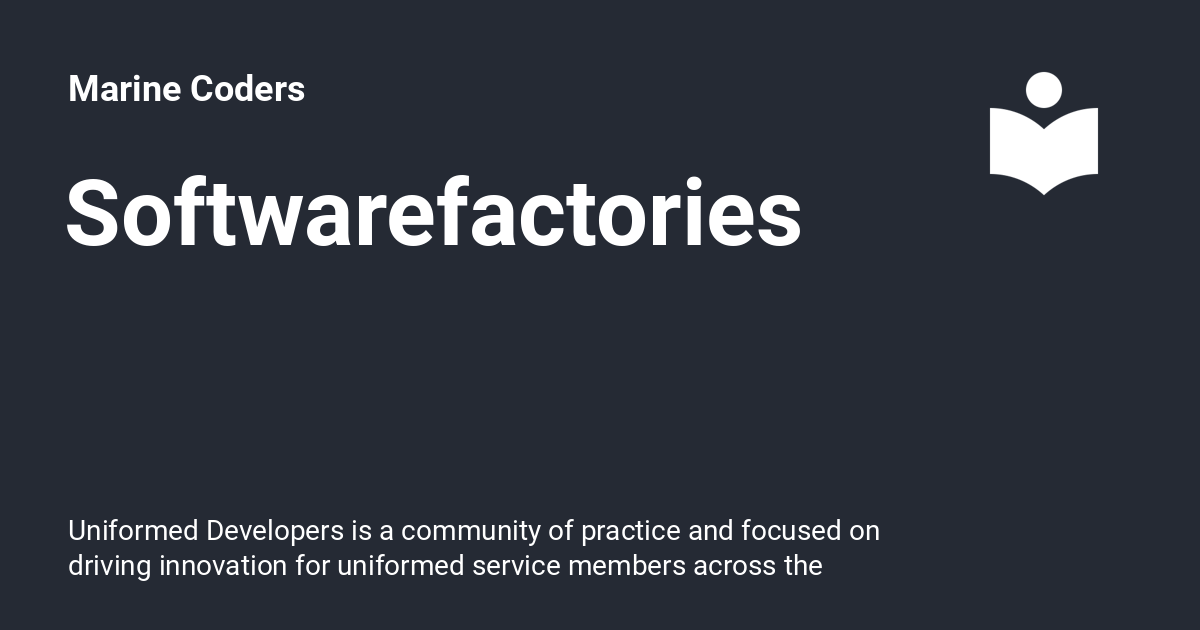 Marine Coders
Softwarefactories
Uniformed Developers is a community of practice and focused on
driving innovation for uniformed service members across the